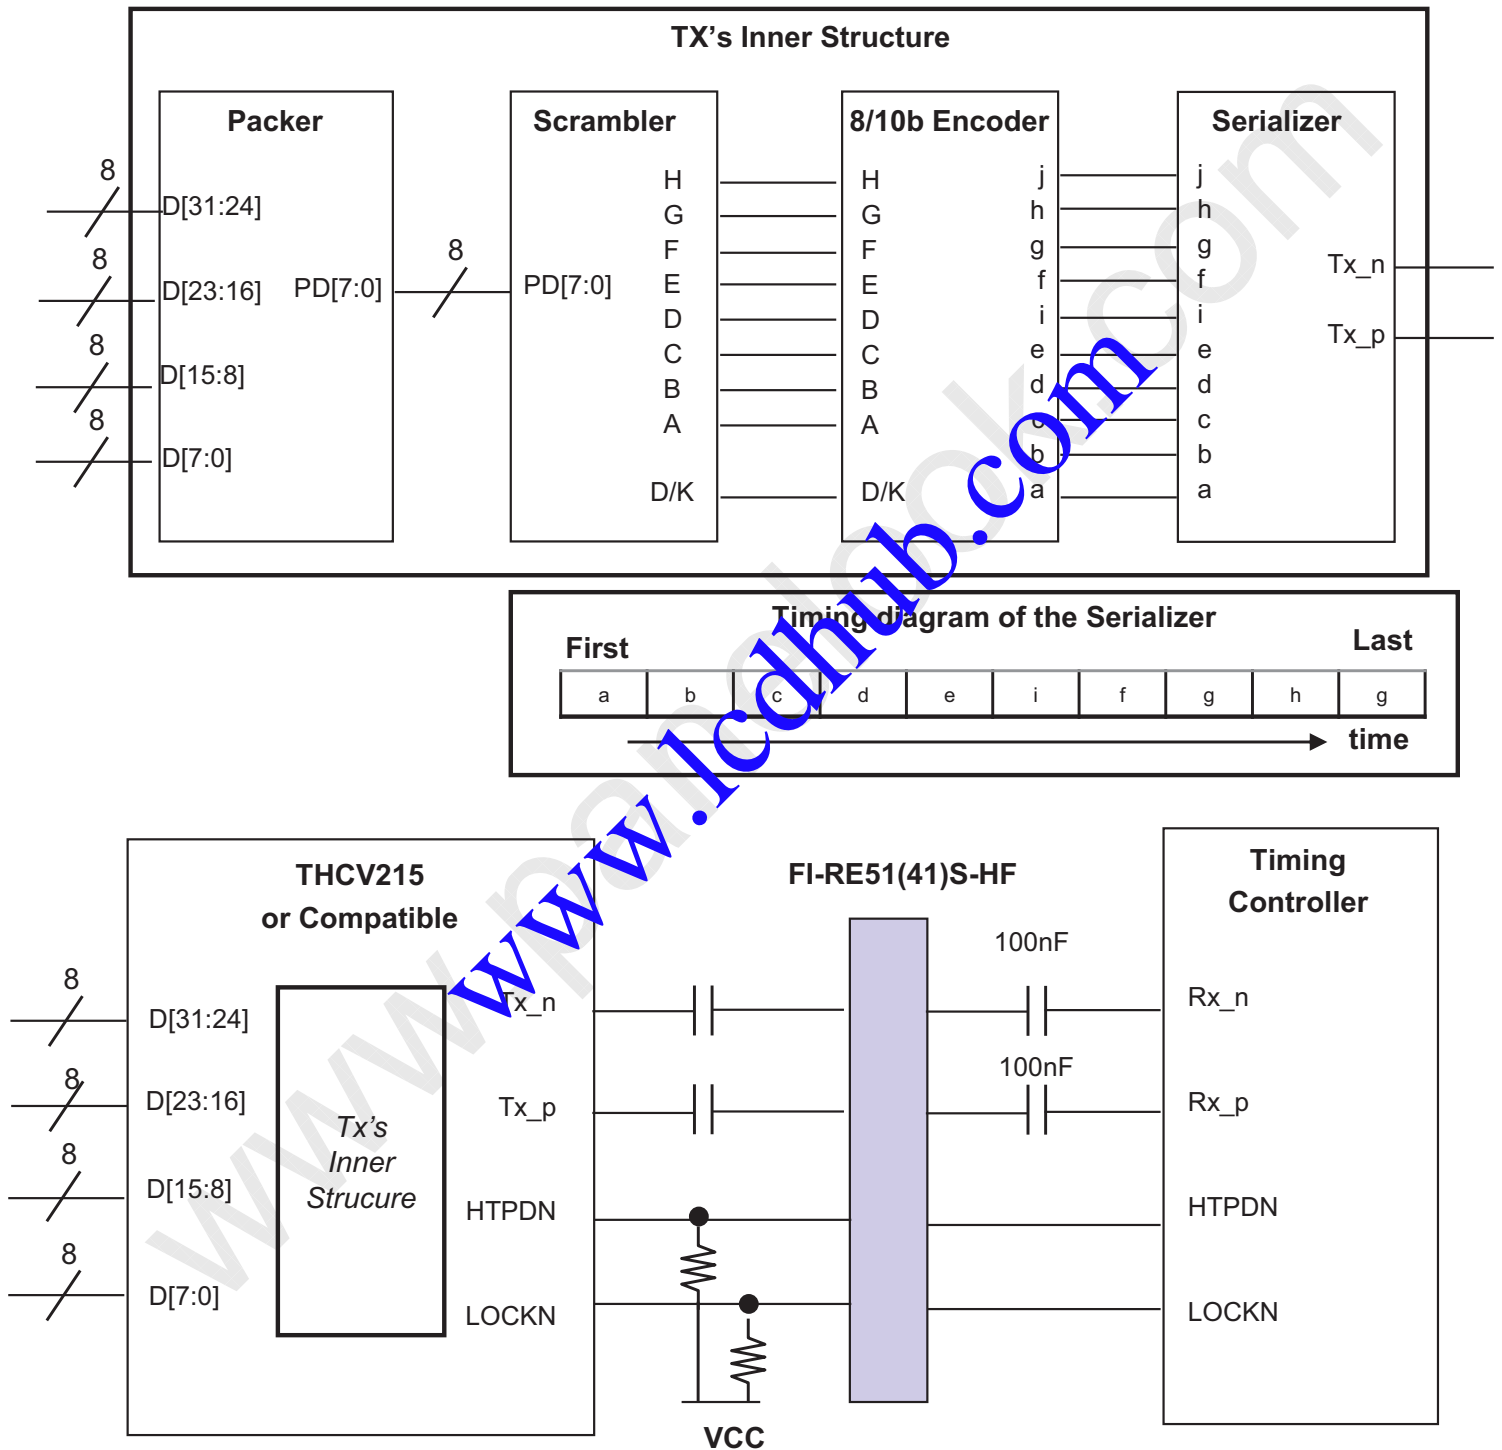 TX's Inner Structure
Packer
Scrambler
8/10b Encoder
Serializer
8
D[31:24]
8
D[23:16]
8
D[15:8]
8
D[7:0]
PD[7:0]
8
PD[7:0]
H
G
F
E
D
C
B
A
D/K
H
G
F
E
D
C
B
A
D/K
j
h
g
f
i
e
d
c
b
a
j
h
g
f
i
e
d
c
b
a
Tx_n
Tx_p
Timing diagram of the Serializer
First
Last
a b c d e i f g h g
time
THCV215
or Compatible
FI-RE51(41)S-HF
Timing
Controller
8
D[31:24]
8
D[23:16]
8
D[15:8]
8
D[7:0]
Tx's
Inner
Strucure
Tx_n
Tx_p
HTPDN
LOCKN
100nF
100nF
VCC
Rx_n
Rx_p
HTPDN
LOCKN
www.panelook.com
www.lcdhub.com